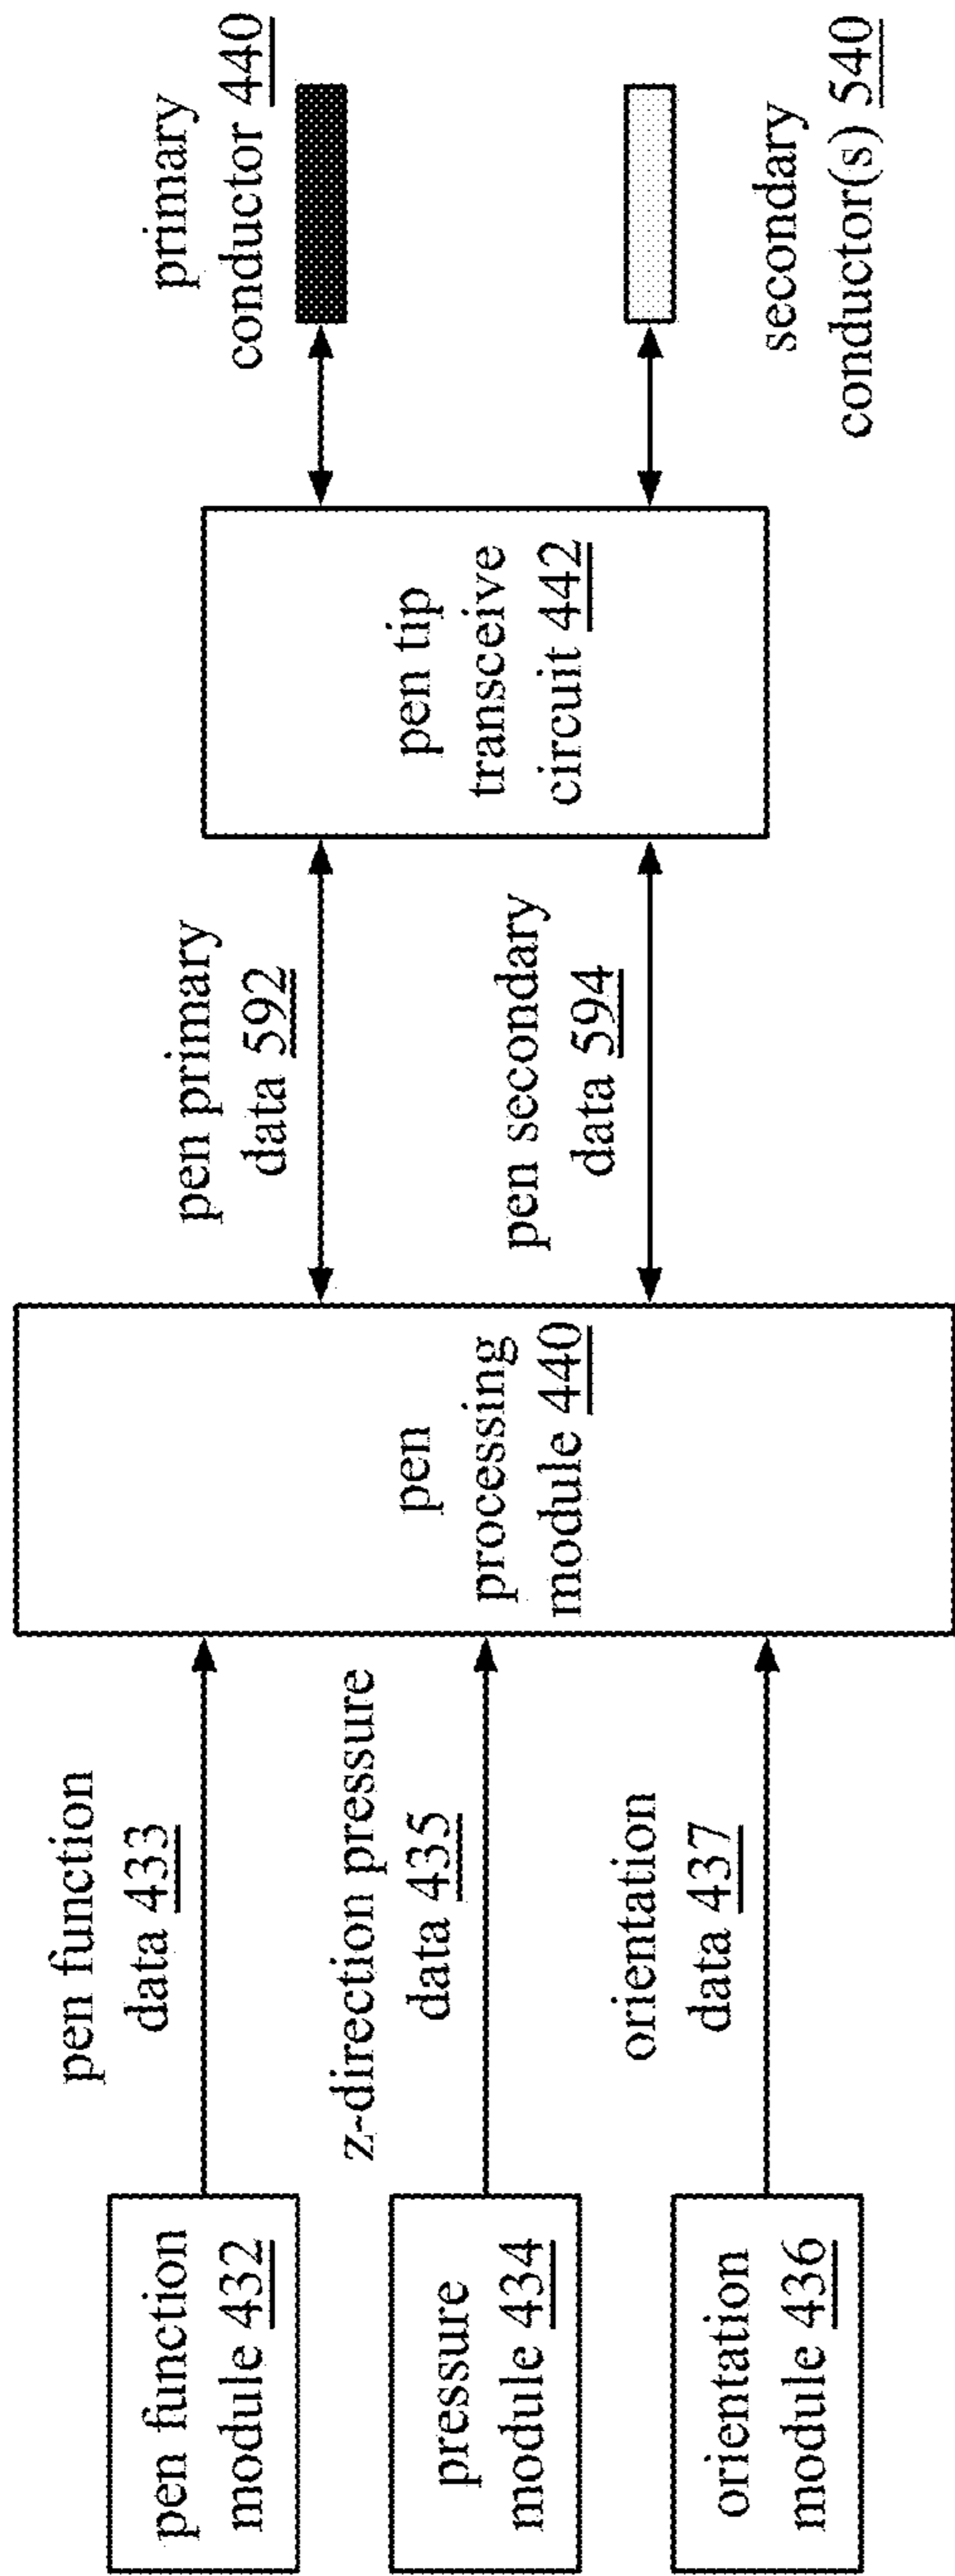 pen function
module 432
pressure
module 434
orientation
module 436
pen function
data 433
z-direction pressure
data 435
orientation
data 437
pen
processing
module 440
pen primary
data 592
pen secondary
data 594
pen tip
transceive
circuit 442
primary
conductor 440
secondary
conductor(s) 540